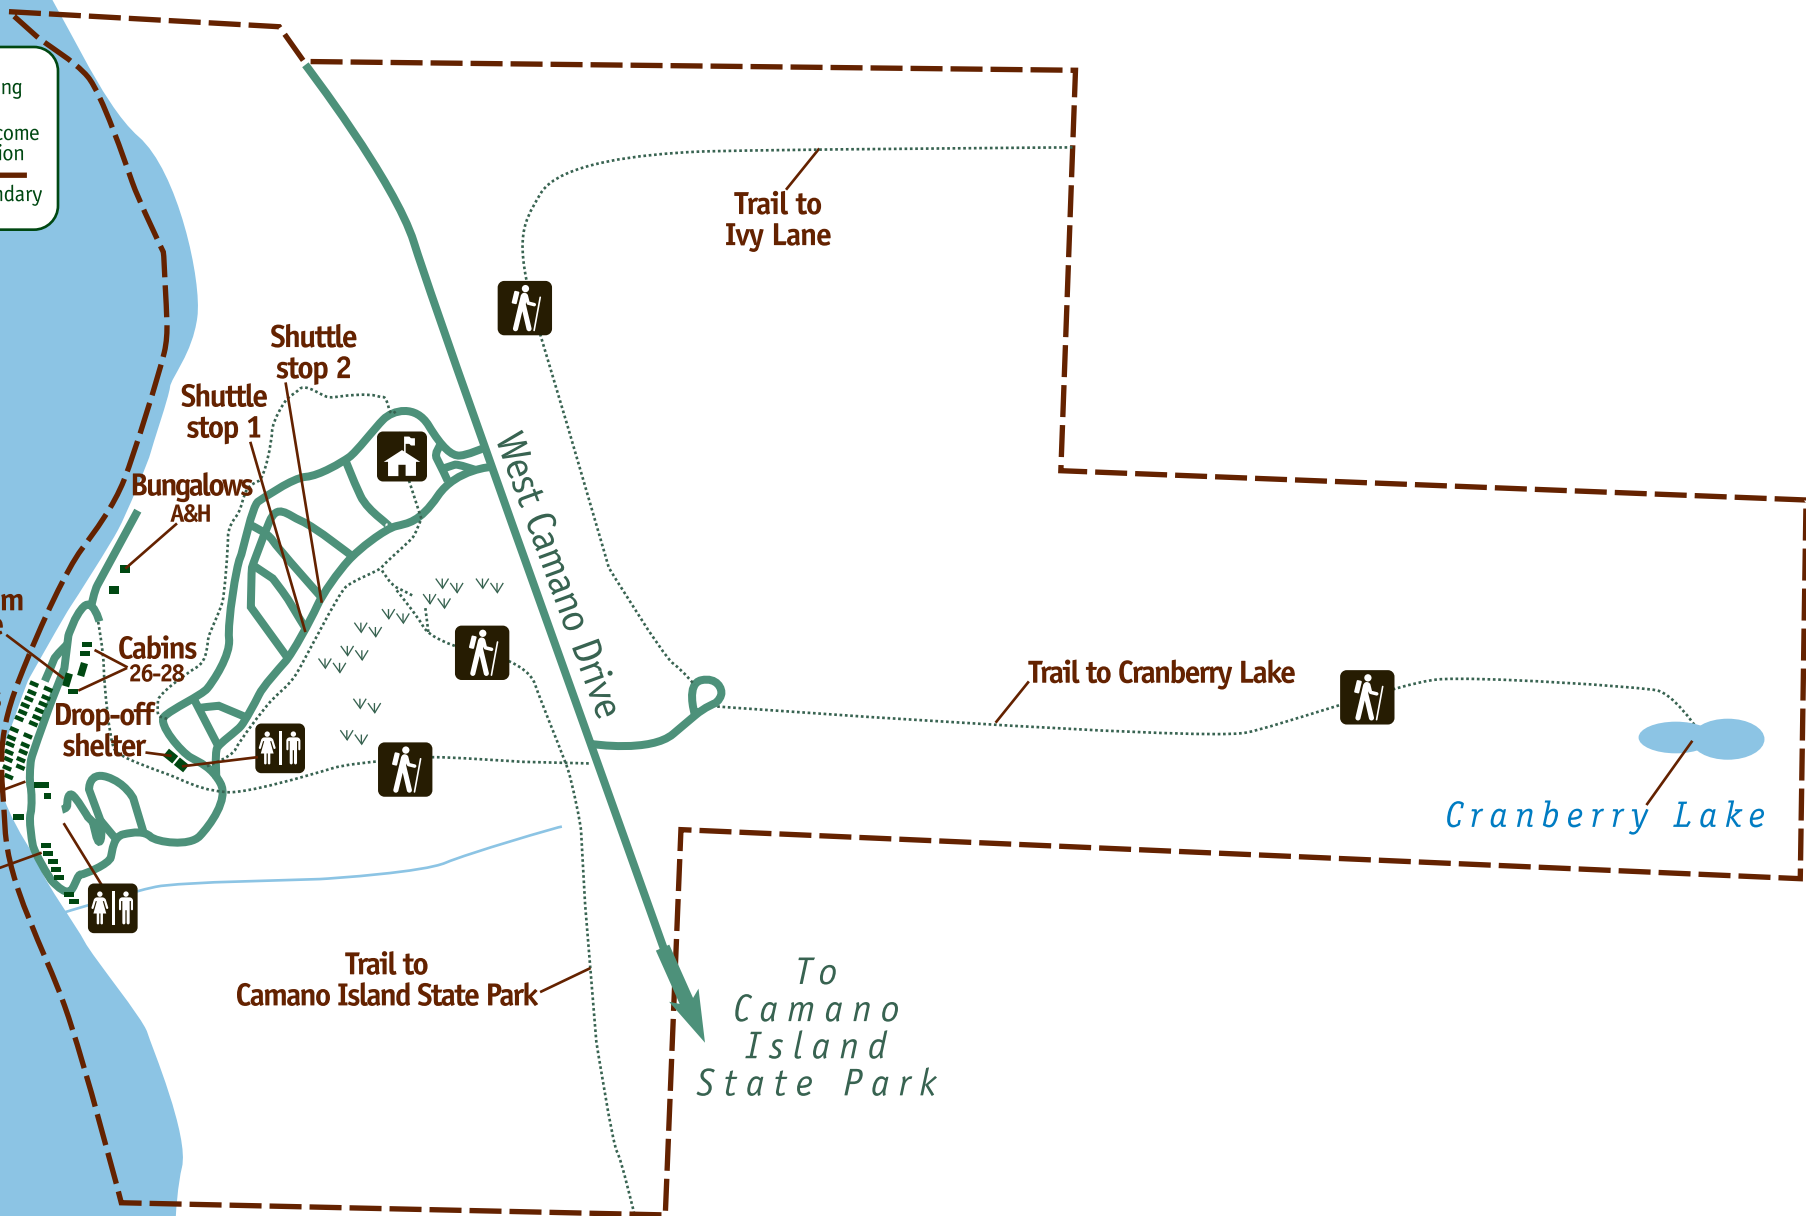 ng
come
ion
ndary
Trail to
Ivy Lane
Shuttle
stop 2
Shuttle
stop 1
Bungalows
A&H
West Camano Drive
m
Cabins
26-28
Drop-off
shelter
Trail to Cranberry Lake
Cranberry Lake
Trail to
Camano Island State Park
To
Camano
Island
State Park